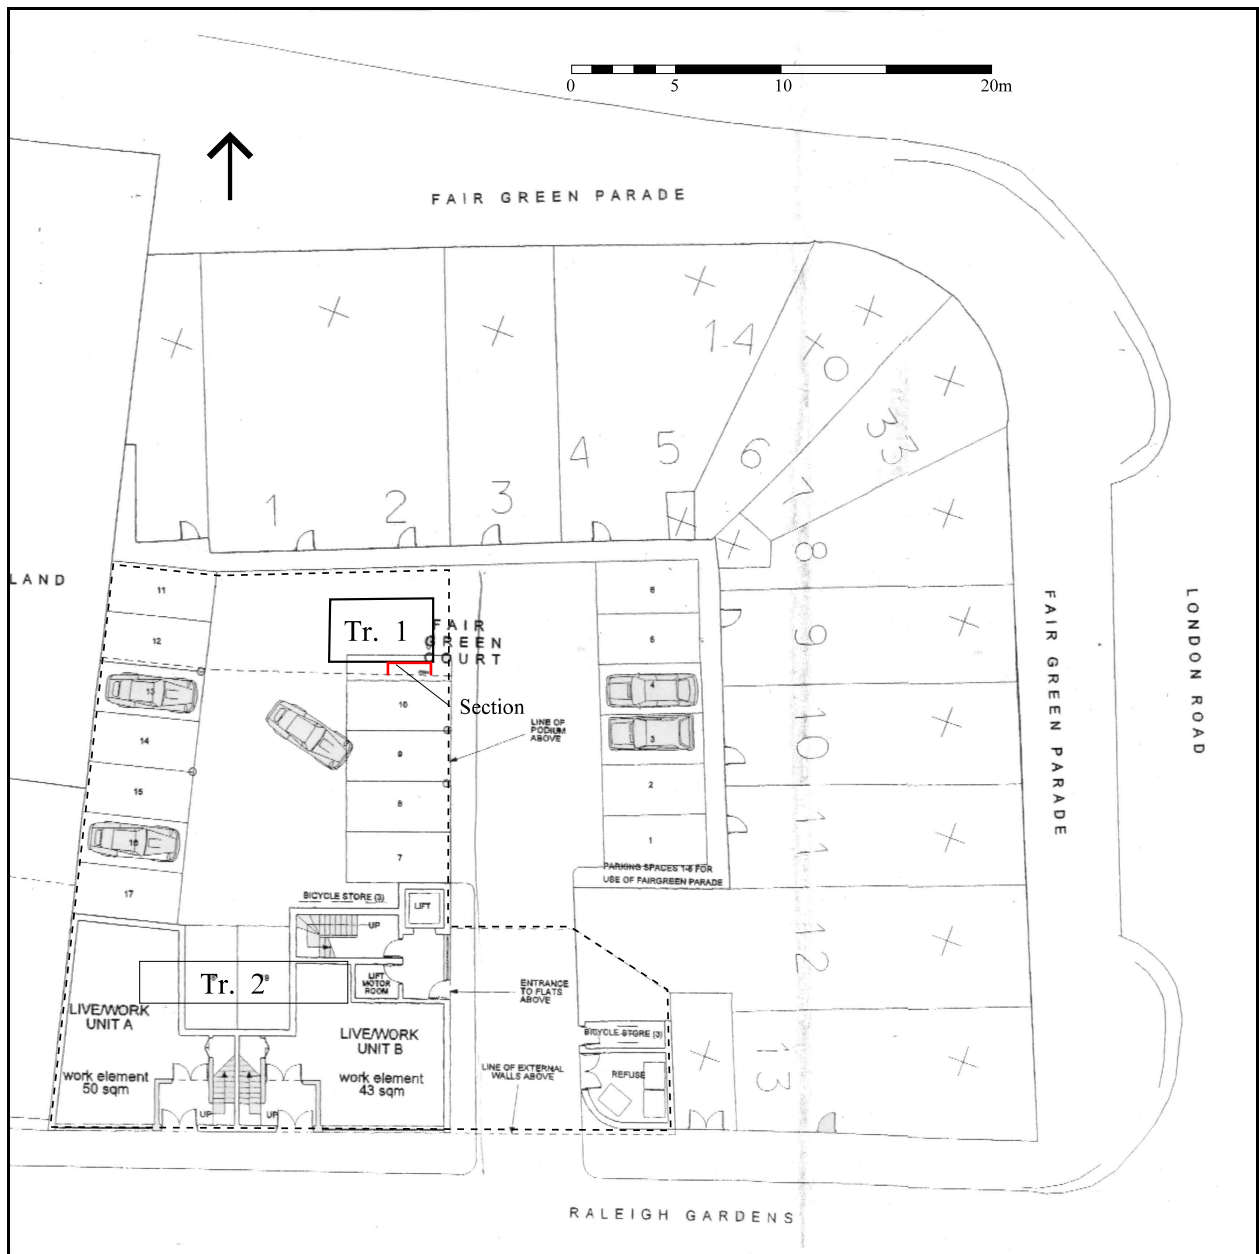 0 5 10 20m
FAIR GREEN PARADE
1-4
10
33
1 2 3 4 5 6 7
8
9
10
11
12
13
LAND
11
12
13
14
15
16
17
Tr. 1
FAIR
GREEN
COURT
Section
10
9
8
7
LINE OF
PODIUM
ABOVE
6
5
4
3
2
1
PARKING SPACES 1-6 FOR
USE OF FAIRGREEN PARADE
FAIR GREEN PARADE
LONDON ROAD
BICYCLE STORE (3)
LIFT
UP
LIFT
MOTOR
ROOM
Tr. 2
ENTRANCE
TO FLATS
ABOVE
LIVE/WORK
UNIT A
work element
50 sqm
LIVE/WORK
UNIT B
work element
43 sqm
UP
UP
LINE OF EXTERNAL
WALLS ABOVE
BICYCLE STORE (3)
REFUSE
RALEIGH GARDENS